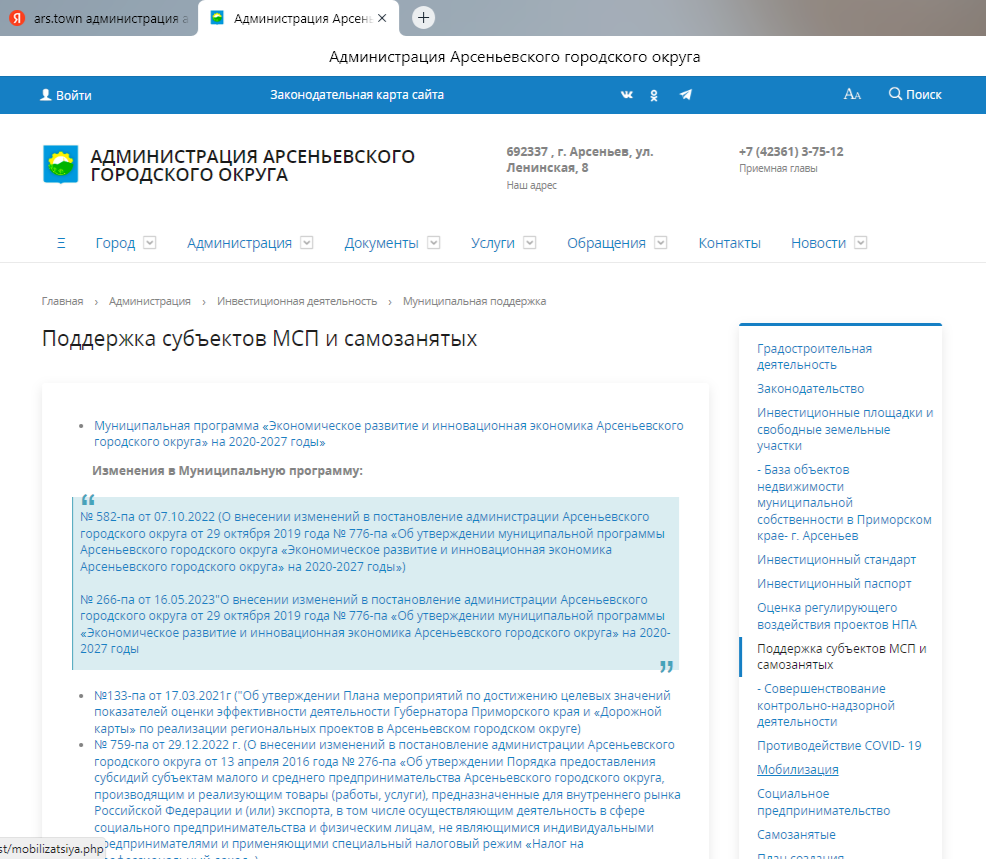 ars.town администрация а
Администрация Арсень
Администрация Арсеньевского городского округа
Войти
Законодательная карта сайта
Поиск
АДМИНИСТРАЦИЯ АРСЕНЬЕВСКОГО
ГОРОДСКОГО ОКРУГА
692337 , г. Арсеньев, ул.
Ленинская, 8
Наш адрес
+7 (42361) 3-75-12
Приемная главы
Город
Администрация
Документы
Услуги
Обращения
Контакты
Новости
Главная › Администрация › Инвестиционная деятельность › Муниципальная поддержка
Поддержка субъектов МСП и самозанятых
• Муниципальная программа «Экономическое развитие и инновационная экономика Арсеньевского
городского округа» на 2020-2027 годы»
Изменения в Муниципальную программу:
“
№ 582-па от 07.10.2022 (О внесении изменений в постановление администрации Арсеньевского
городского округа от 29 октября 2019 года № 776-па «Об утверждении муниципальной программы
Арсеньевского городского округа «Экономическое развитие и инновационная экономика
Арсеньевского городского округа» на 2020-2027 годы»)
№ 266-па от 16.05.2023"О внесении изменений в постановление администрации Арсеньевского
городского округа от 29 октября 2019 года № 776-па «Об утверждении муниципальной программы
«Экономическое развитие и инновационная экономика Арсеньевского городского округа» на 2020-
2027 годы
”
• №133-па от 17.03.2021г ("Об утверждении Плана мероприятий по достижению целевых значений
показателей оценки эффективности деятельности Губернатора Приморского края и «Дорожной
карты» по реализации региональных проектов в Арсеньевском городском округе)
• № 759-па от 29.12.2022 г. (О внесении изменений в постановление администрации Арсеньевского
городского округа от 13 апреля 2016 года № 276-па «Об утверждении Порядка предоставления
субсидий субъектам малого и среднего предпринимательства Арсеньевского городского округа,
производящим и реализующим товары (работы, услуги), предназначенные для внутреннего рынка
Российской Федерации и (или) экспорта, в том числе осуществляющим деятельность в сфере
социального предпринимательства и физическим лицам, не являющимися индивидуальными
редпринимателями и применяющими специальный налоговый режим «Налог на
st/mobilizatsiya.php
Градостроительная
деятельность
Законодательство
Инвестиционные площадки и
свободные земельные
участки
- База объектов
недвижимости
муниципальной
собственности в Приморском
крае- г. Арсеньев
Инвестиционный стандарт
Инвестиционный паспорт
Оценка регулирующего
воздействия проектов НПА
Поддержка субъектов МСП и
самозанятых
- Совершенствование
контрольно-надзорной
деятельности
Противодействие COVID- 19
Мобилизация
Социальное
предпринимательство
Самозанятые
План создания